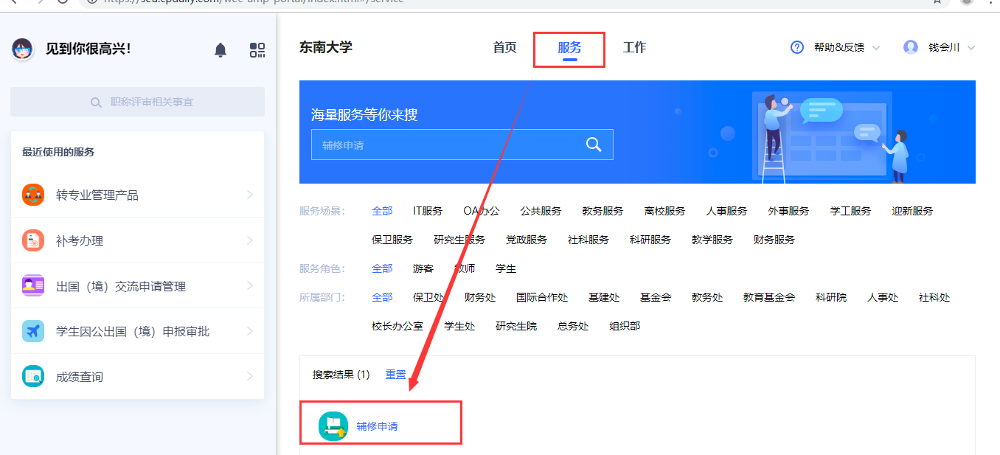 https://seu.cpdaily.com/wec-amp-portal/index.html#/service
见到你很高兴！
职称评审相关事宜
最近使用的服务
转专业管理产品
补考办理
出国（境）交流申请管理
学生因公出国（境）申报审批
成绩查询
东南大学 首页 服务 工作 帮助&反馈 钱会川
海量服务等你来搜
辅修申请
服务场景： 全部 IT服务 OA办公 公共服务 教务服务 离校服务 人事服务 外事服务 学工服务 迎新服务
保卫服务 研究生服务 党政服务 社科服务 科研服务 教学服务 财务服务
服务角色： 全部 游客 教师 学生
所属部门： 全部 保卫处 财务处 国际合作处 基建处 基金会 教务处 教育基金会 科研院 人事处 社科处
校长办公室 学生处 研究生院 总务处 组织部
搜索结果 (1) 重置
辅修申请